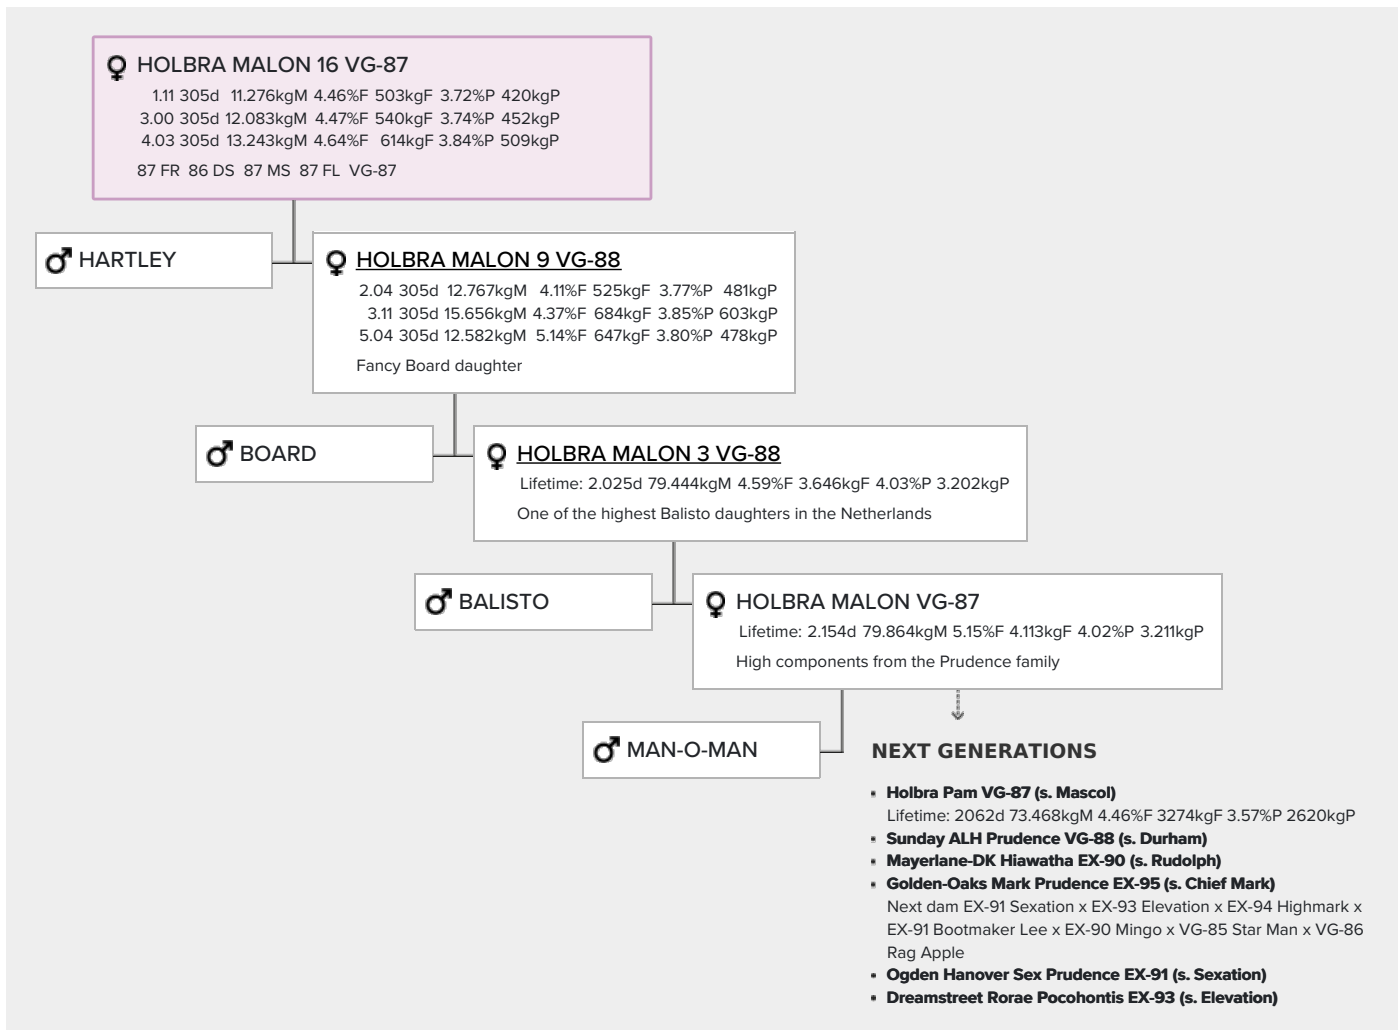 HOLBRA MALON 16 VG-87
1.11 305d 11.276kgM 4.46%F 503kgF 3.72%P 420kgP
3.00 305d 12.083kgM 4.47%F 540kgF 3.74%P 452kgP
4.03 305d 13.243kgM 4.64%F 614kgF 3.84%P 509kgP
87 FR 86 DS 87 MS 87 FL VG-87
HARTLEY
HOLBRA MALON 9 VG-88
2.04 305d 12.767kgM 4.11%F 525kgF 3.77%P 481kgP
3.11 305d 15.656kgM 4.37%F 684kgF 3.85%P 603kgP
5.04 305d 12.582kgM 5.14%F 647kgF 3.80%P 478kgP
Fancy Board daughter
BOARD
HOLBRA MALON 3 VG-88
Lifetime: 2.025d 79.444kgM 4.59%F 3.646kgF 4.03%P 3.202kgP
One of the highest Balisto daughters in the Netherlands
BALISTO
HOLBRA MALON VG-87
Lifetime: 2.154d 79.864kgM 5.15%F 4.113kgF 4.02%P 3.211kgP
High components from the Prudence family
MAN-O-MAN
NEXT GENERATIONS
Holbra Pam VG-87 (s. Mascol)
Lifetime: 2062d 73.468kgM 4.46%F 3274kgF 3.57%P 2620kgP
Sunday ALH Prudence VG-88 (s. Durham)
Mayerlane-DK Hiawatha EX-90 (s. Rudolph)
Golden-Oaks Mark Prudence EX-95 (s. Chief Mark)
Next dam EX-91 Sexation x EX-93 Elevation x EX-94 Highmark x
EX-91 Bootmaker Lee x EX-90 Mingo x VG-85 Star Man x VG-86
Rag Apple
Ogden Hanover Sex Prudence EX-91 (s. Sexation)
Dreamstreet Rorae Pocohontis EX-93 (s. Elevation)